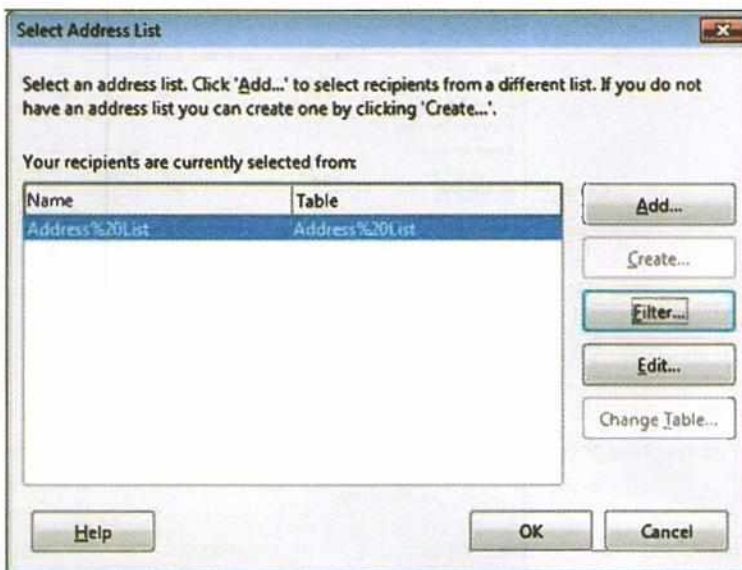 Select Address List
Select an address list. Click 'Add...' to select recipients from a different list. If you do not
have an address list you can create one by clicking 'Create...'.
Your recipients are currently selected from:
Name Table
Address%20List Address%20List
Add...
Create...
Filter...
Edit...
Change Table...
Help OK Cancel